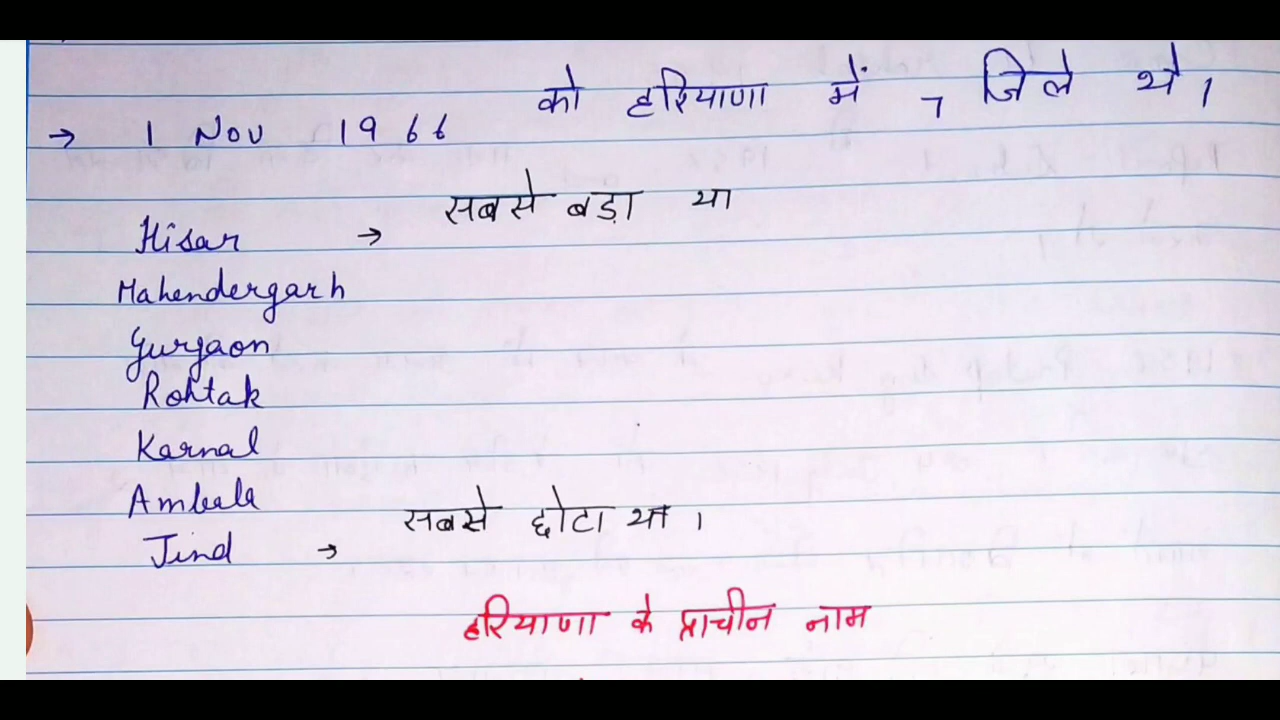 → 1 Nov 1966 को हरियाणा में 7 जिले थे।
Hisar → सबसे बड़ा था
Mahendergarh
Gurgaon
Rohtak
Karnal
Ambala
Jind → सबसे छोटा था।
हरियाणा के प्राचीन नाम